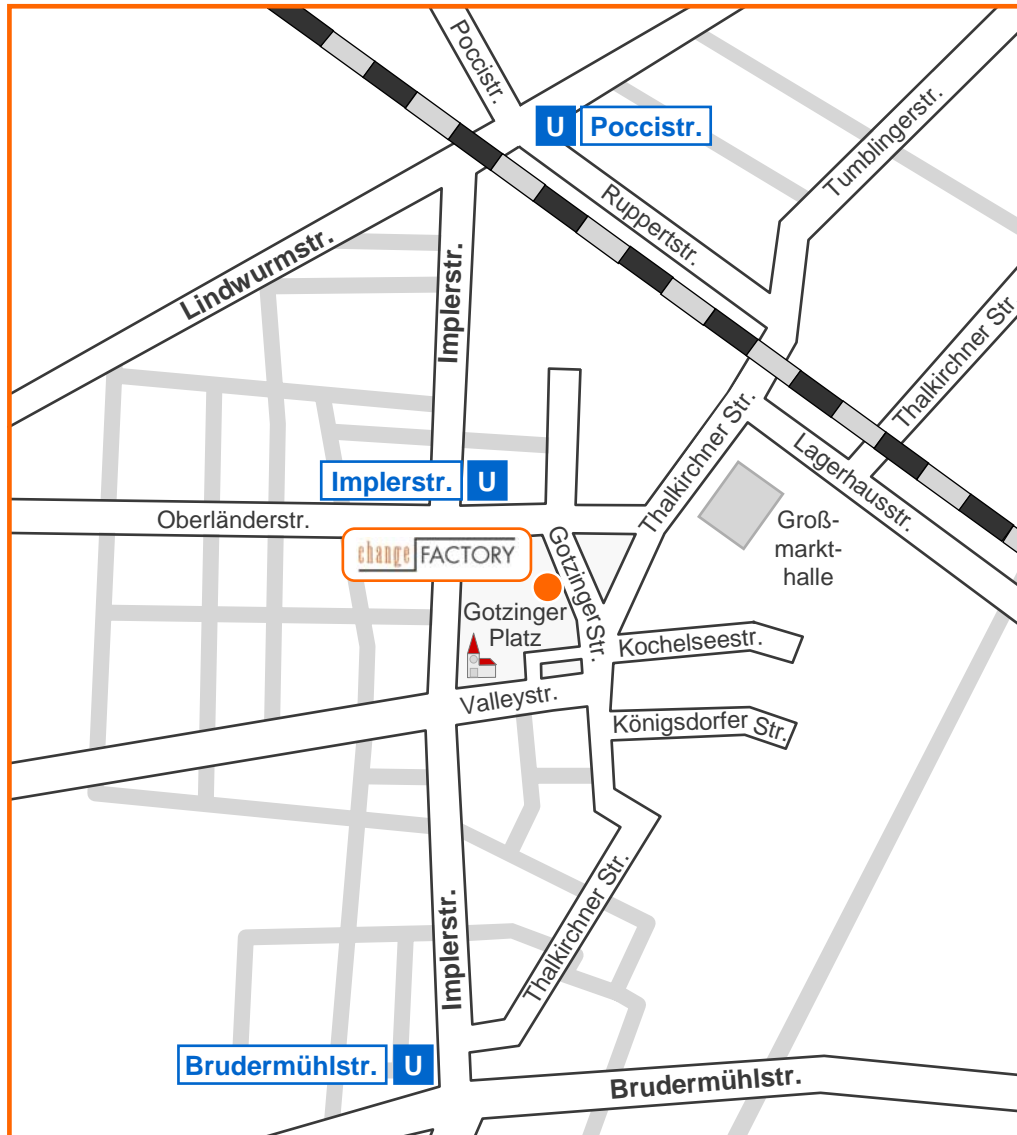 Poccistr.
U Poccistr.
Tumblingerstr.
Ruppertstr.
Lindwurmstr.
Implerstr.
Thalkirchner Str
Thalkirchner Str.
Lagerhausstr.
Implerstr. U
Oberländerstr.
Groß-
markt-
halle
change FACTORY
Gotzinger Str.
Gotzinger
Platz
Kochelseestr.
Valleystr.
Königsdorfer Str.
Thalkirchner Str.
Implerstr.
Brudermühlstr. U
Brudermühlstr.